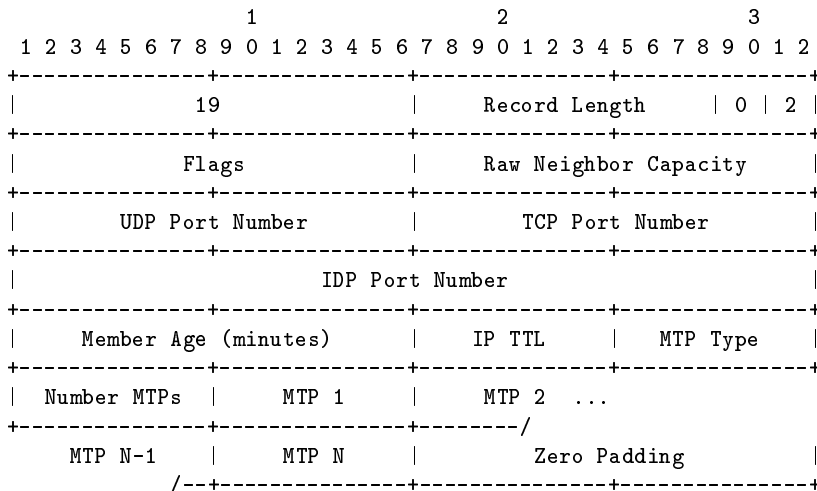 1 2 3
1 2 3 4 5 6 7 8 9 0 1 2 3 4 5 6 7 8 9 0 1 2 3 4 5 6 7 8 9 0 1 2
+---------------+---------------+---------------+---------------+
| 19 | Record Length | 0 | 2 |
+---------------+---------------+---------------+---------------+
| Flags | Raw Neighbor Capacity |
+---------------+---------------+---------------+---------------+
| UDP Port Number | TCP Port Number |
+---------------+---------------+---------------+---------------+
| IDP Port Number |
+---------------+---------------+---------------+---------------+
| Member Age (minutes) | IP TTL | MTP Type |
+---------------+---------------+---------------+---------------+
| Number MTPs | MTP 1 | MTP 2 ...
+---------------+---------------+--------/
MTP N-1 | MTP N | Zero Padding |
/--+---------------+---------------+---------------+